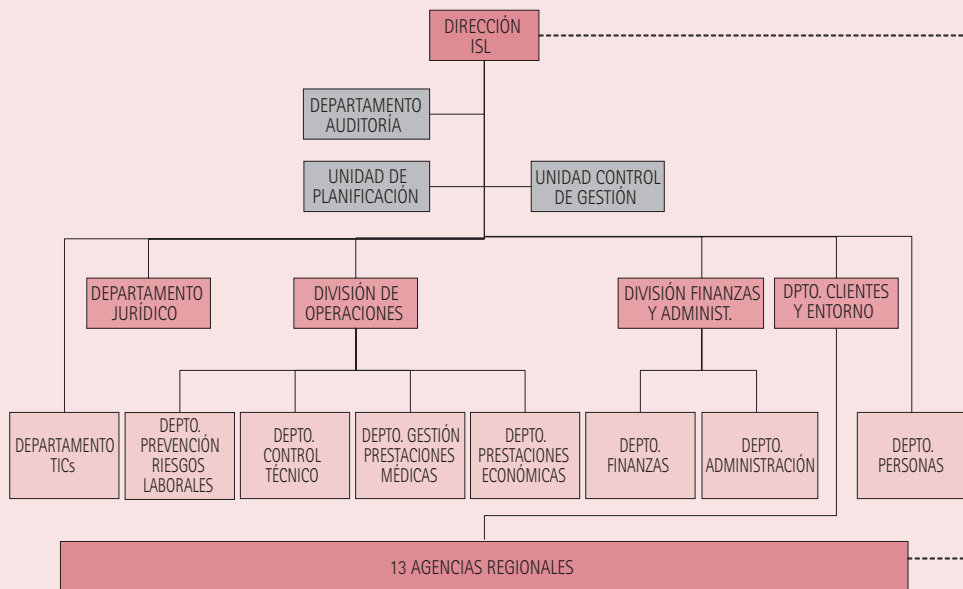 DIRECCIÓN
ISL
DEPARTAMENTO
AUDITORÍA
UNIDAD DE
PLANIFICACIÓN
UNIDAD CONTROL
DE GESTIÓN
DEPARTAMENTO
JURÍDICO
DIVISIÓN DE
OPERACIONES
DIVISIÓN FINANZAS
Y ADMINIST.
DPTO. CLIENTES
Y ENTORNO
DEPARTAMENTO
TICs
DEPTO.
PREVENCIÓN
RIESGOS
LABORALES
DEPTO.
CONTROL
TÉCNICO
DEPTO. GESTIÓN
PRESTACIONES
MÉDICAS
DEPTO.
PRESTACIONES
ECONÓMICAS
DEPTO.
FINANZAS
DEPTO.
ADMINISTRACIÓN
DEPTO.
PERSONAS
13 AGENCIAS REGIONALES